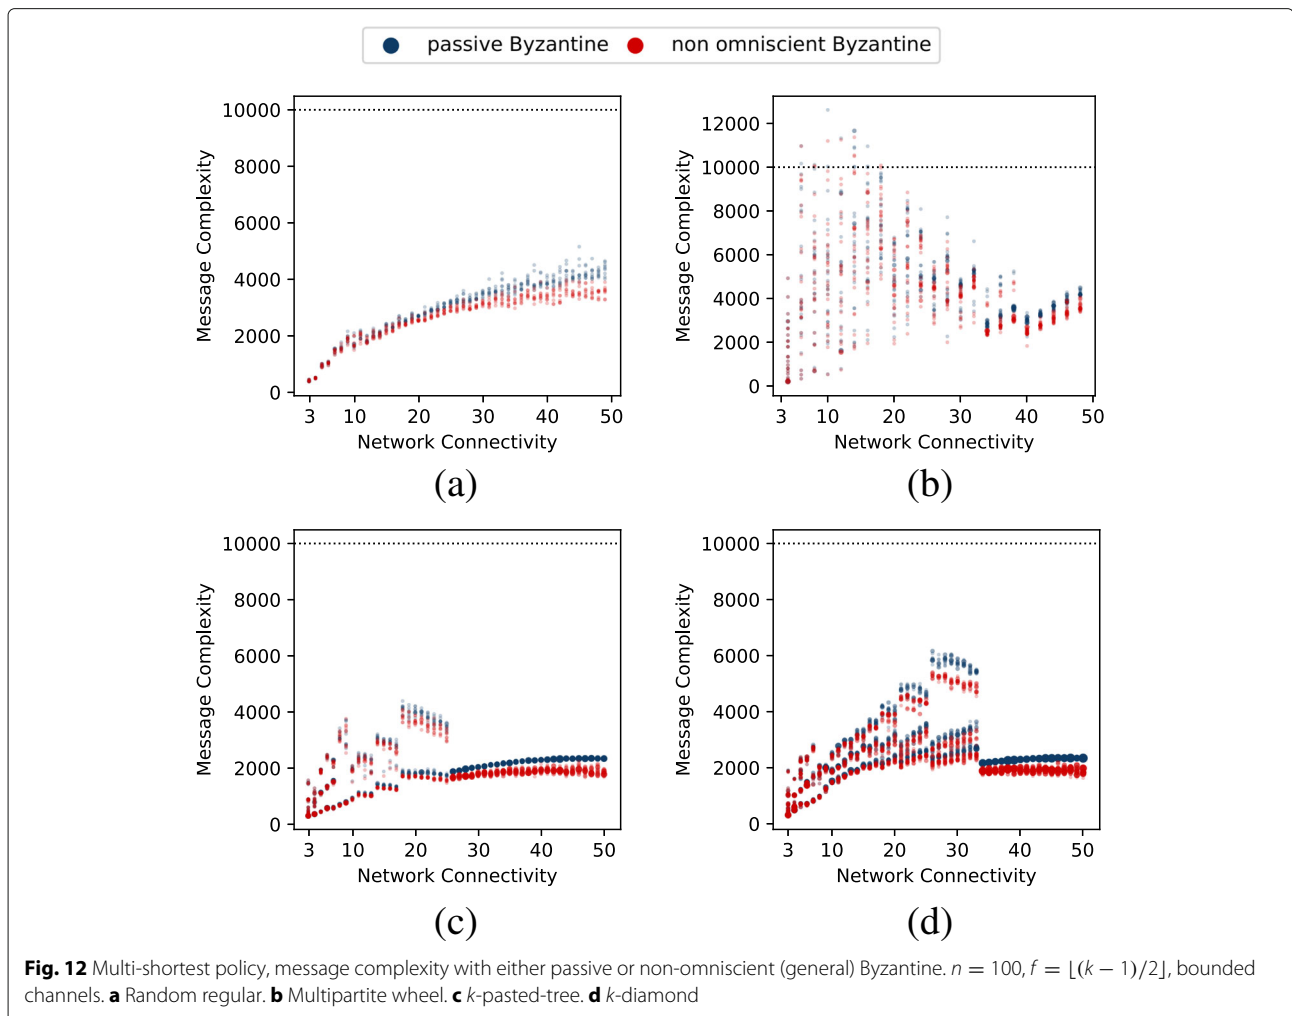 passive Byzantine non omniscient Byzantine
10000
8000
6000
4000
2000
0
Message Complexity
3 10 20 30 40 50
Network Connectivity
(a)
12000
10000
8000
6000
4000
2000
0
Message Complexity
3 10 20 30 40 50
Network Connectivity
(b)
10000
8000
6000
4000
2000
0
Message Complexity
3 10 20 30 40 50
Network Connectivity
(c)
10000
8000
6000
4000
2000
0
Message Complexity
3 10 20 30 40 50
Network Connectivity
(d)
Fig. 12 Multi-shortest policy, message complexity with either passive or non-omniscient (general) Byzantine. n = 100, f = ⌊(k − 1)/2⌋, bounded
channels. a Random regular. b Multipartite wheel. c k-pasted-tree. d k-diamond